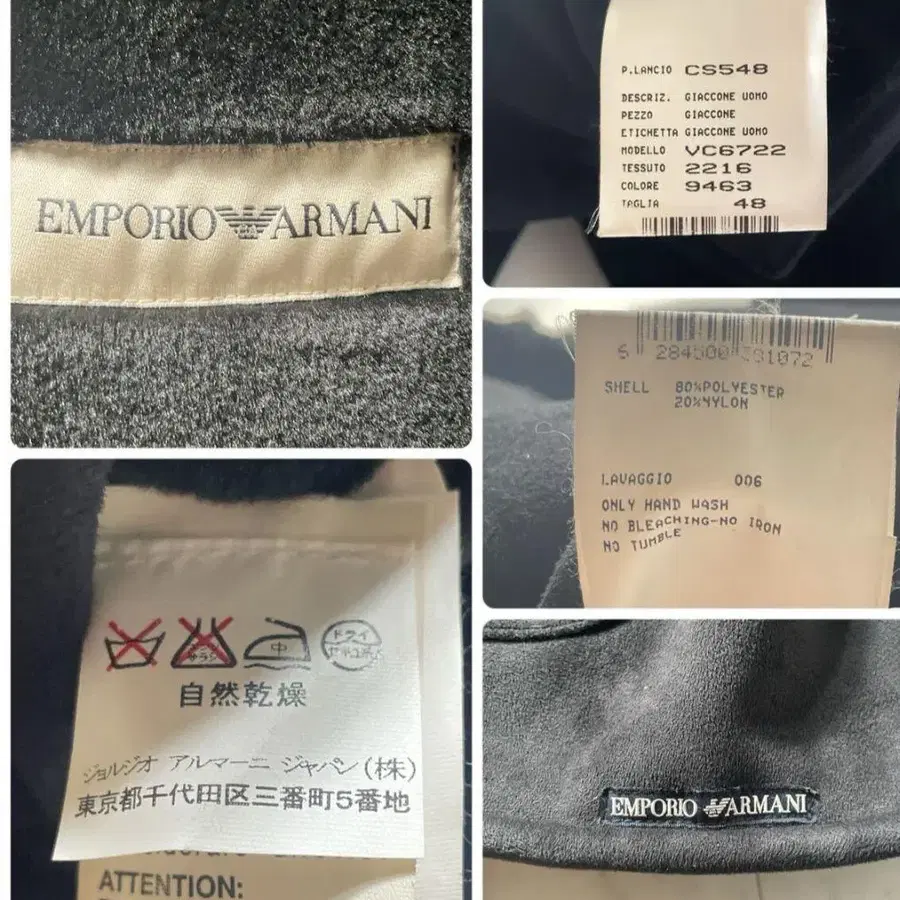 EMPORIO ARMANI
P.LANCIO CS548
DESCRIZ. GIACCONE UOMO
PEZZO GIACCONE
ETICHETTA GIACCONE UOMO
MODELLO VC6722
TESSUTO 2216
COLORE 9463
TAGLIA 48
SHELL 80%POLYESTER
20%NYLON
LAVAGGIO 006
ONLY HAND WASH
NO BLEACHING-NO IRON
NO TUMBLE
中
ドライ
自然乾燥
ジョルジオ アルマーニ ジャパン(株)
東京都千代田区三番町5番地
ATTENTION:
EMPORIO ARMANI